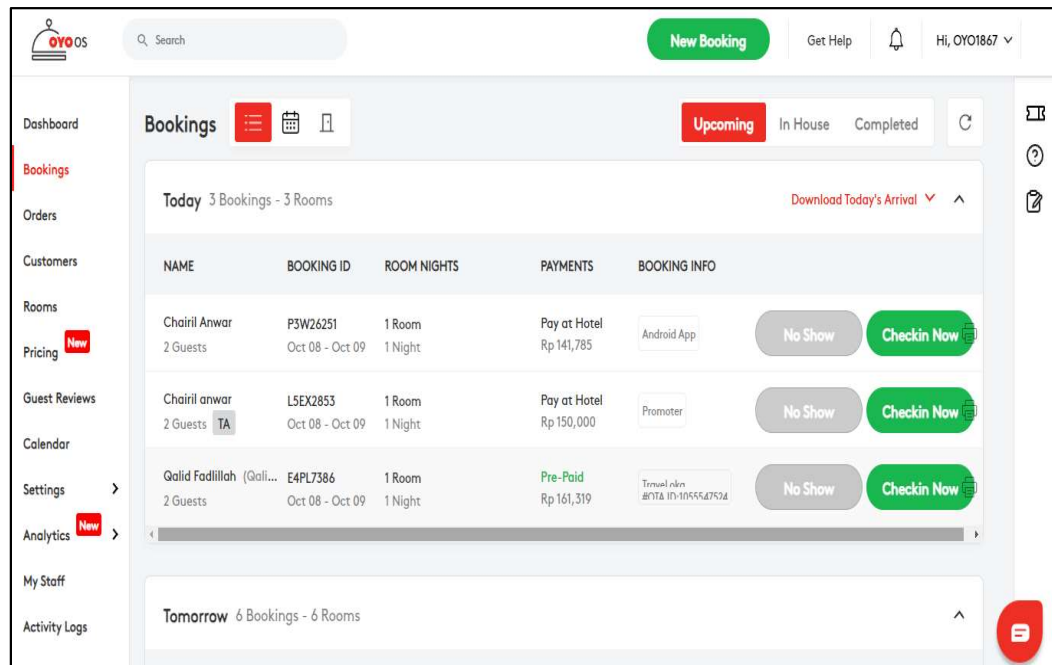 OYO OS
Search
New Booking
Get Help
Hi, OYO1867
Dashboard
Bookings
Orders
Customers
Rooms
Pricing New
Guest Reviews
Calendar
Settings
Analytics New
My Staff
Activity Logs
Bookings
Upcoming In House Completed
Today 3 Bookings - 3 Rooms
Download Today's Arrival
NAME BOOKING ID ROOM NIGHTS PAYMENTS BOOKING INFO
Chairil Anwar P3W26251 1 Room Pay at Hotel Android App No Show Checkin Now
2 Guests Oct 08 - Oct 09 1 Night Rp 141,785
Chairil anwar L5EX2853 1 Room Pay at Hotel Promoter No Show Checkin Now
2 Guests TA Oct 08 - Oct 09 1 Night Rp 150,000
Qalid Fadlillah (Qali... E4PL7386 1 Room Pre-Paid Travel oka No Show Checkin Now
2 Guests Oct 08 - Oct 09 1 Night Rp 161,319 #OTA ID:1055547524
Tomorrow 6 Bookings - 6 Rooms